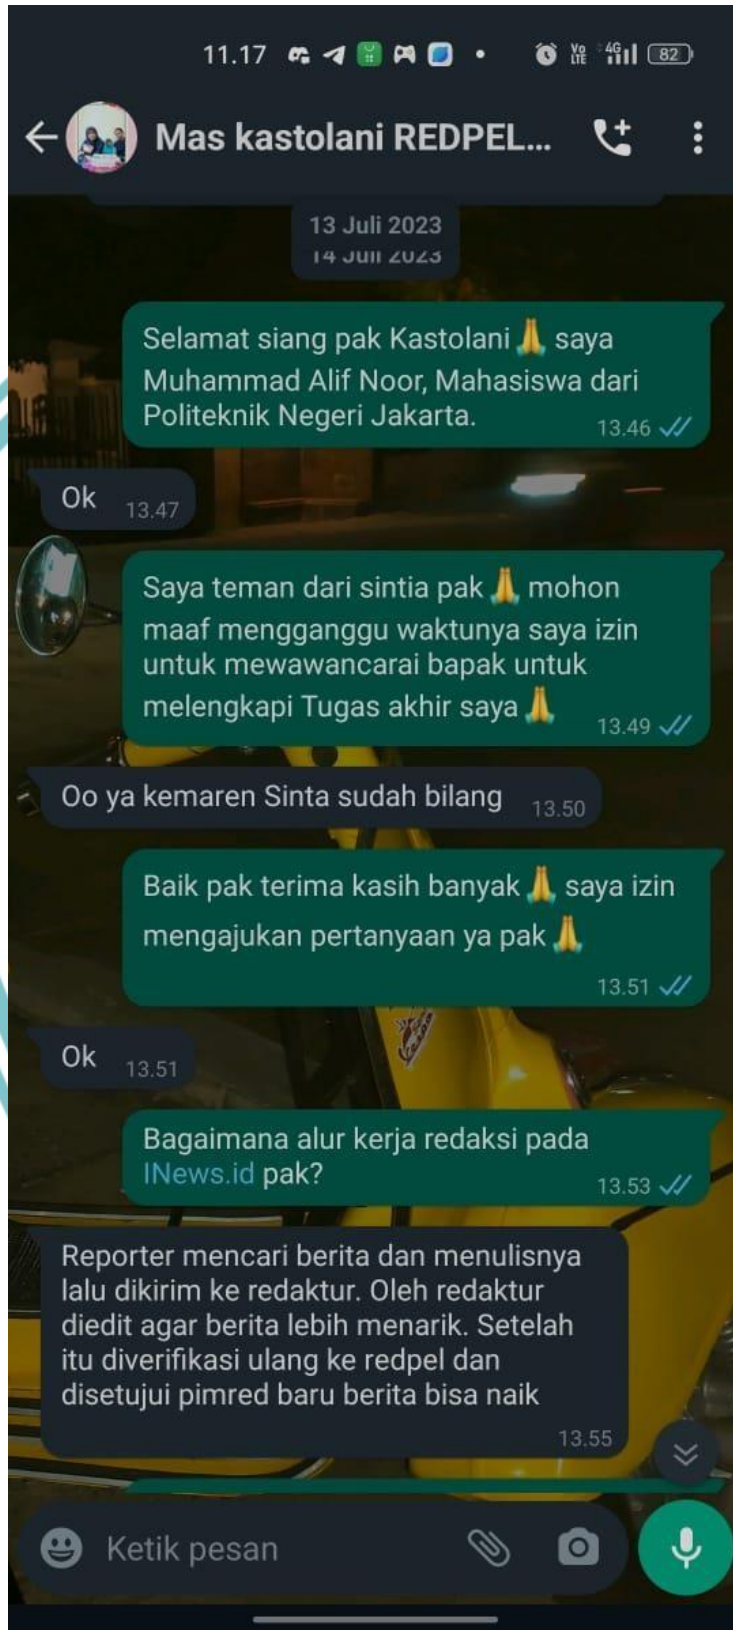 11.17
Vo LTE 4G 82
Mas kastolani REDPEL...
13 Juli 2023
14 Juli 2023
Selamat siang pak Kastolani 🙏 saya
Muhammad Alif Noor, Mahasiswa dari
Politeknik Negeri Jakarta.
13.46
Ok 13.47
Saya teman dari sintia pak 🙏 mohon
maaf mengganggu waktunya saya izin
untuk mewawancarai bapak untuk
melengkapi Tugas akhir saya 🙏
13.49
Oo ya kemaren Sinta sudah bilang 13.50
Baik pak terima kasih banyak 🙏 saya izin
mengajukan pertanyaan ya pak 🙏
13.51
Ok 13.51
Bagaimana alur kerja redaksi pada
INews.id pak?
13.53
Reporter mencari berita dan menulisnya
lalu dikirim ke redaktur. Oleh redaktur
diedit agar berita lebih menarik. Setelah
itu diverifikasi ulang ke redpel dan
disetujui pimred baru berita bisa naik
13.55
Ketik pesan